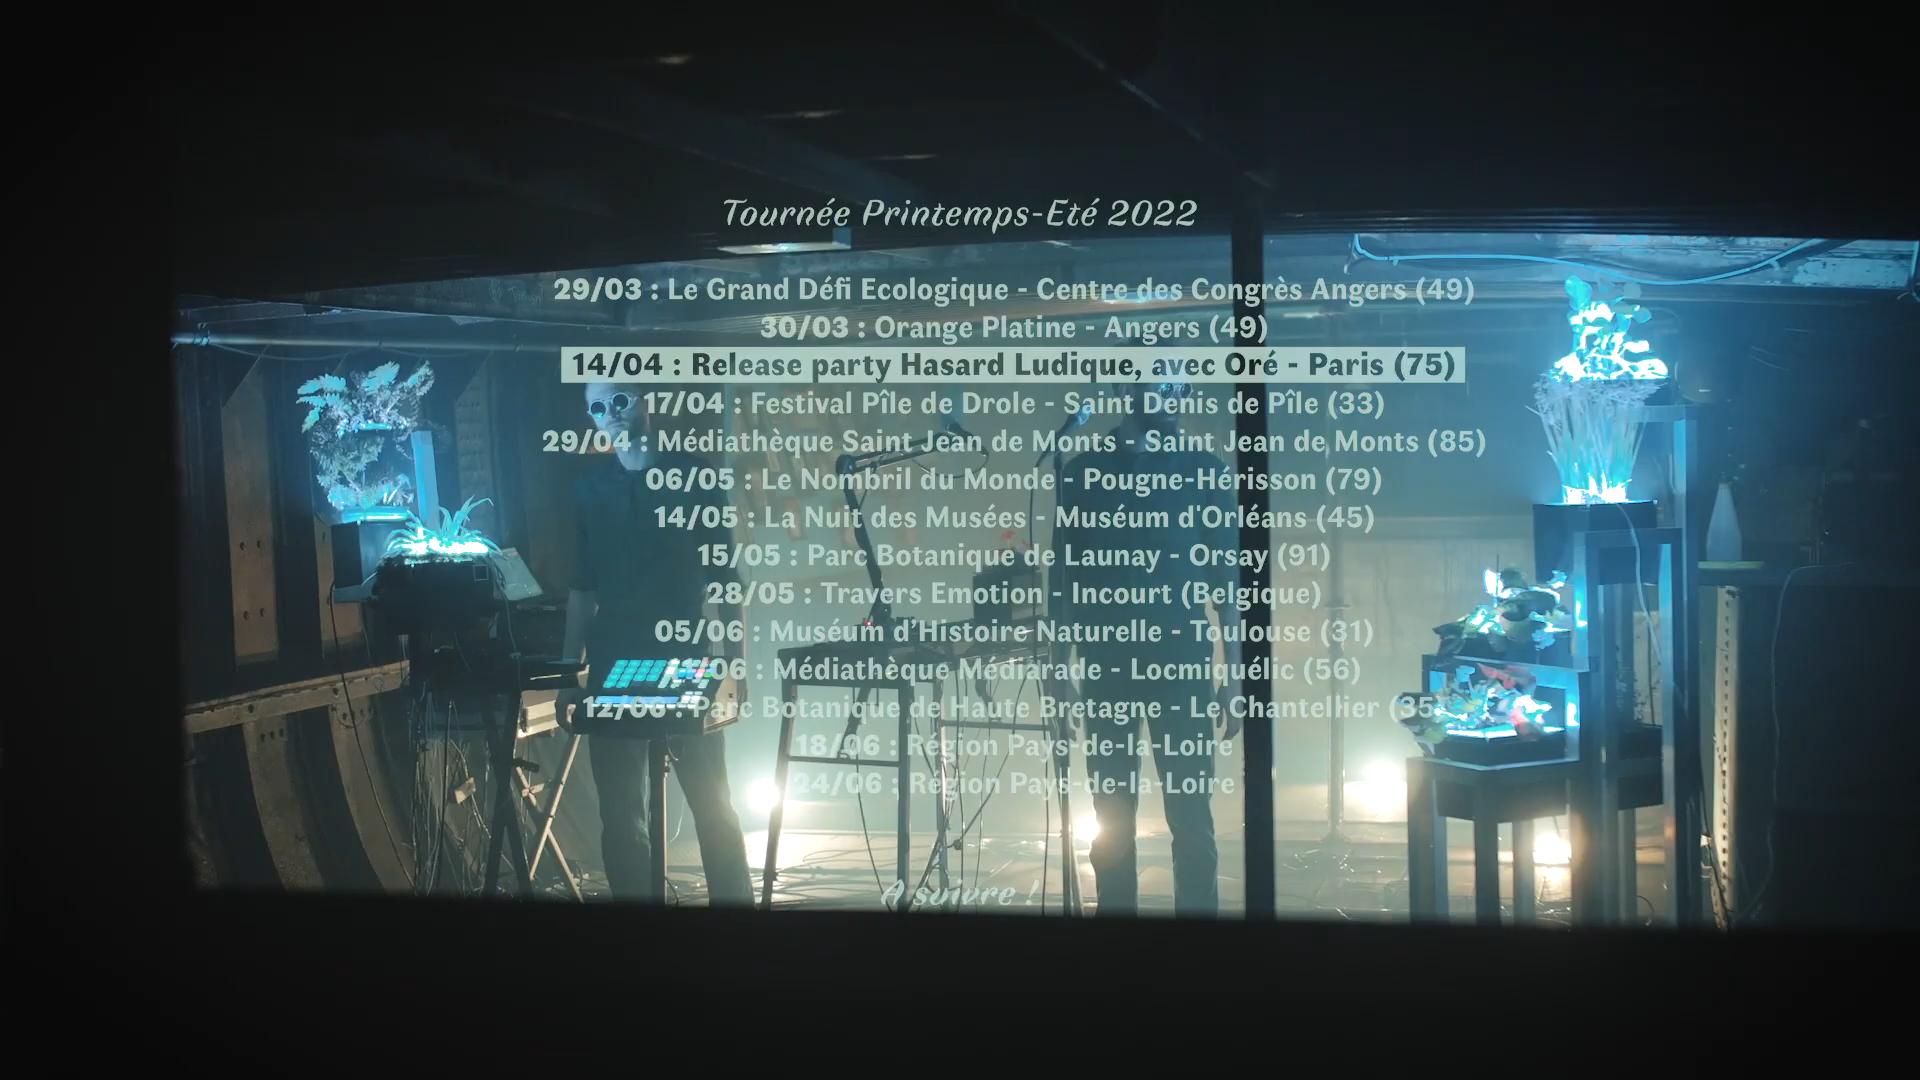 Tournée Printemps-Eté 2022
29/03 : Le Grand Défi Ecologique - Centre des Congrès Angers (49)
30/03 : Orange Platine - Angers (49)
14/04 : Release party Hasard Ludique, avec Oré - Paris (75)
17/04 : Festival Pîle de Drole - Saint Denis de Pîle (33)
29/04 : Médiathèque Saint Jean de Monts - Saint Jean de Monts (85)
06/05 : Le Nombril du Monde - Pougne-Hérisson (79)
14/05 : La Nuit des Musées - Muséum d'Orléans (45)
15/05 : Parc Botanique de Launay - Orsay (91)
28/05 : Travers Emotion - Incourt (Belgique)
05/06 : Muséum d’Histoire Naturelle - Toulouse (31)
: Médiathèque Médiarade - Locmiquélic (56)
12/06 : Parc Botanique de Haute Bretagne - Le Chantellier (35
18/06 : Région Pays-de-la-Loire
24/06 : Région Pays-de-la-Loire
A suivre !